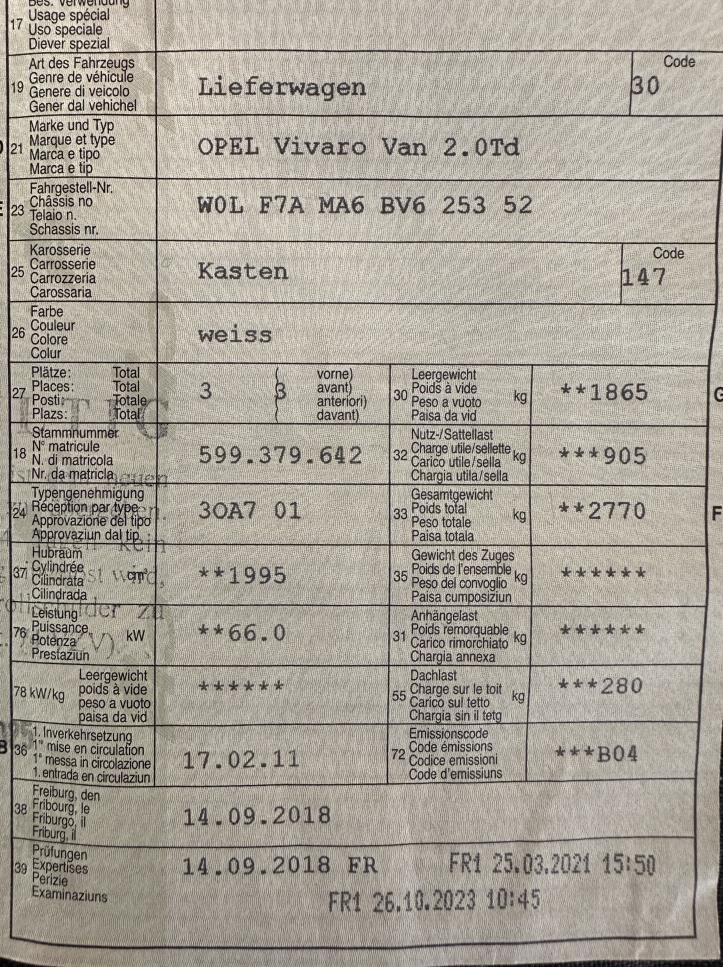 Bes. Verwendung
17 Usage spécial
Uso speciale
Diever spezial
Art des Fahrzeugs
Genre de véhicule
19 Genere di veicolo
Gener dal vehichel
Lieferwagen
Code
30
Marke und Typ
21 Marque et type
Marca e tipo
Marca e tip
OPEL Vivaro Van 2.0Td
Fahrgestell-Nr.
23 Châssis no
Telaio n.
Schassis nr.
W0L F7A MA6 BV6 253 52
Karosserie
25 Carrosserie
Carrozzeria
Carossaria
Kasten
Code
147
Farbe
26 Couleur
Colore
Colur
weiss
27 Plätze: Total
Places: Total
Posti: Totale
Plazs: Total
3 ( 3 vorne)
avant)
anteriori)
davant)
30 Leergewicht
Poids à vide
Peso a vuoto
Paisa da vid
kg
**1865
G
18 Stammnummer
N° matricule
N. di matricola
Nr. da matricla
599.379.642
32 Nutz-/Sattellast
Charge utile/sellette
Carico utile/sella
Chargia utila/sella
kg
***905
24 Typengenehmigung
Réception par type
Approvazione del tipo
Approvaziun dal tip
3OA7 01
33 Gesamtgewicht
Poids total
Peso totale
Paisa totala
kg
**2770
F
37 Hubraum
Cylindrée
Cilindrata
Cilindrada
cm³
**1995
35 Gewicht des Zuges
Poids de l'ensemble
Peso del convoglio
Paisa cumposiziun
kg
******
76 Leistung
Puissance
Potenza
Prestaziun
kW
**66.0
31 Anhängelast
Poids remorquable
Carico rimorchiato
Chargia annexa
kg
******
78 kW/kg
Leergewicht
poids à vide
peso a vuoto
paisa da vid
******
55 Dachlast
Charge sur le toit
Carico sul tetto
Chargia sin il tetg
kg
***280
B
36 1. Inverkehrsetzung
1re mise en circulation
1a messa in circolazione
1. entrada en circulaziun
17.02.11
72 Emissionscode
Code émissions
Codice emissioni
Code d'emissiuns
***B04
38 Freiburg, den
Fribourg, le
Friburgo, il
Friburg, il
14.09.2018
39 Prüfungen
Expertises
Perizie
Examinaziuns
14.09.2018 FR FR1 25.03.2021 15:50
FR1 26.10.2023 10:45